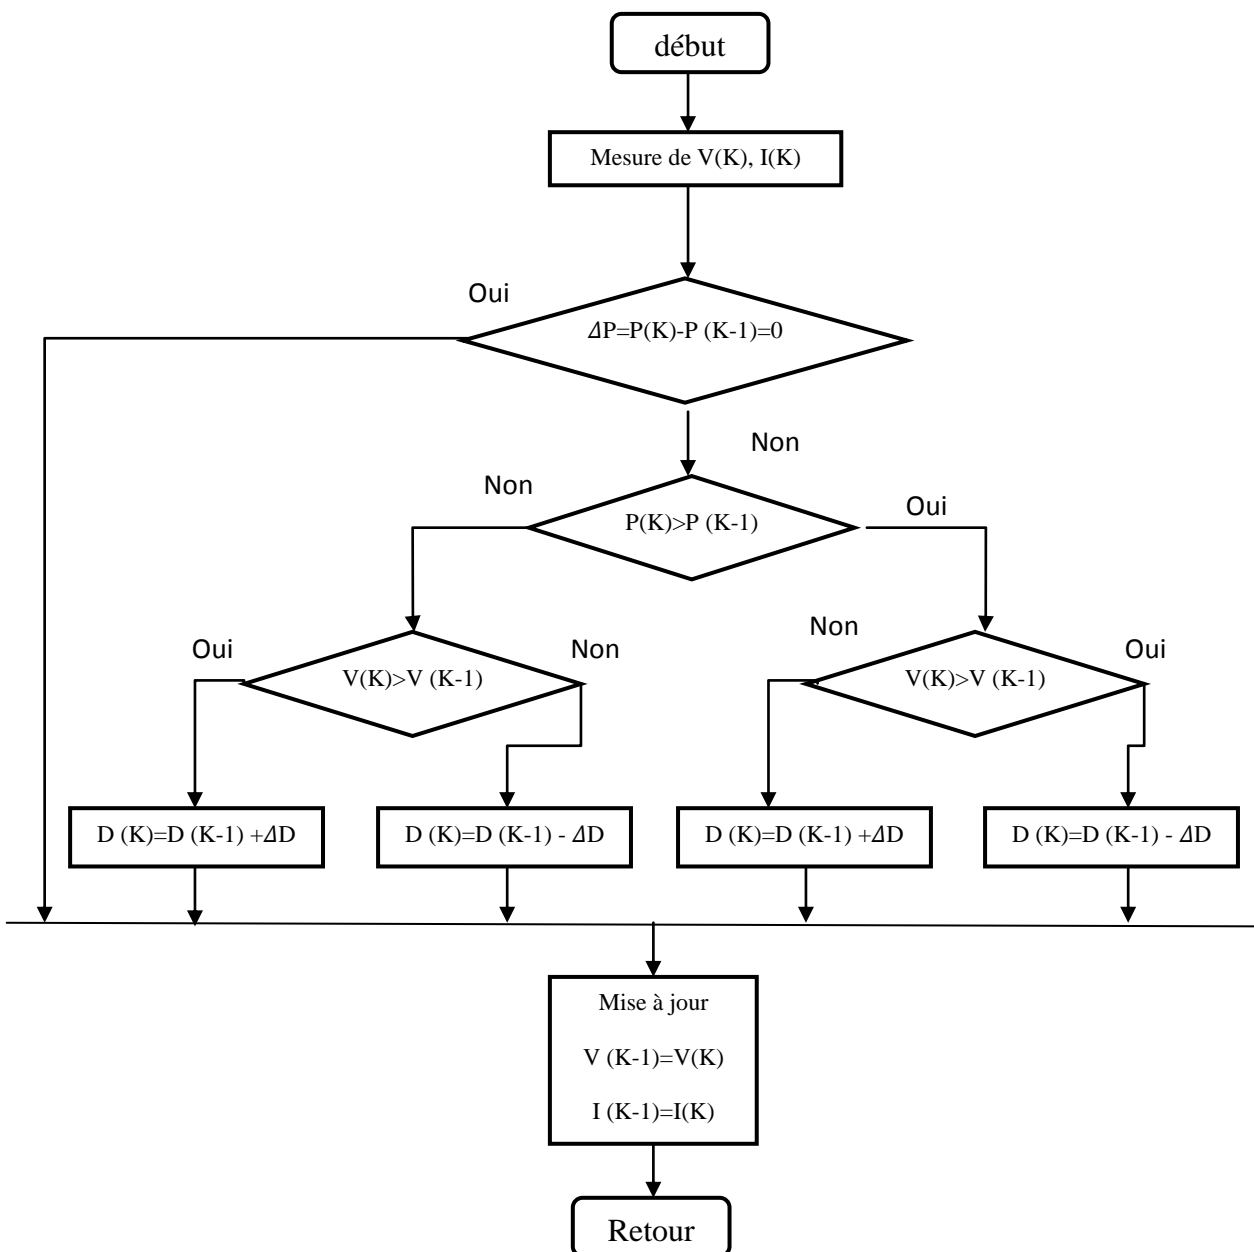 début
Mesure de V(K), I(K)
Oui
ΔP=P(K)-P (K-1)=0
Non
Non
P(K)>P (K-1)
Oui
Oui
V(K)>V (K-1)
Non
Non
V(K)>V (K-1)
Oui
D (K)=D (K-1) +ΔD
D (K)=D (K-1) - ΔD
D (K)=D (K-1) +ΔD
D (K)=D (K-1) - ΔD
Mise à jour
V (K-1)=V(K)
I (K-1)=I(K)
Retour